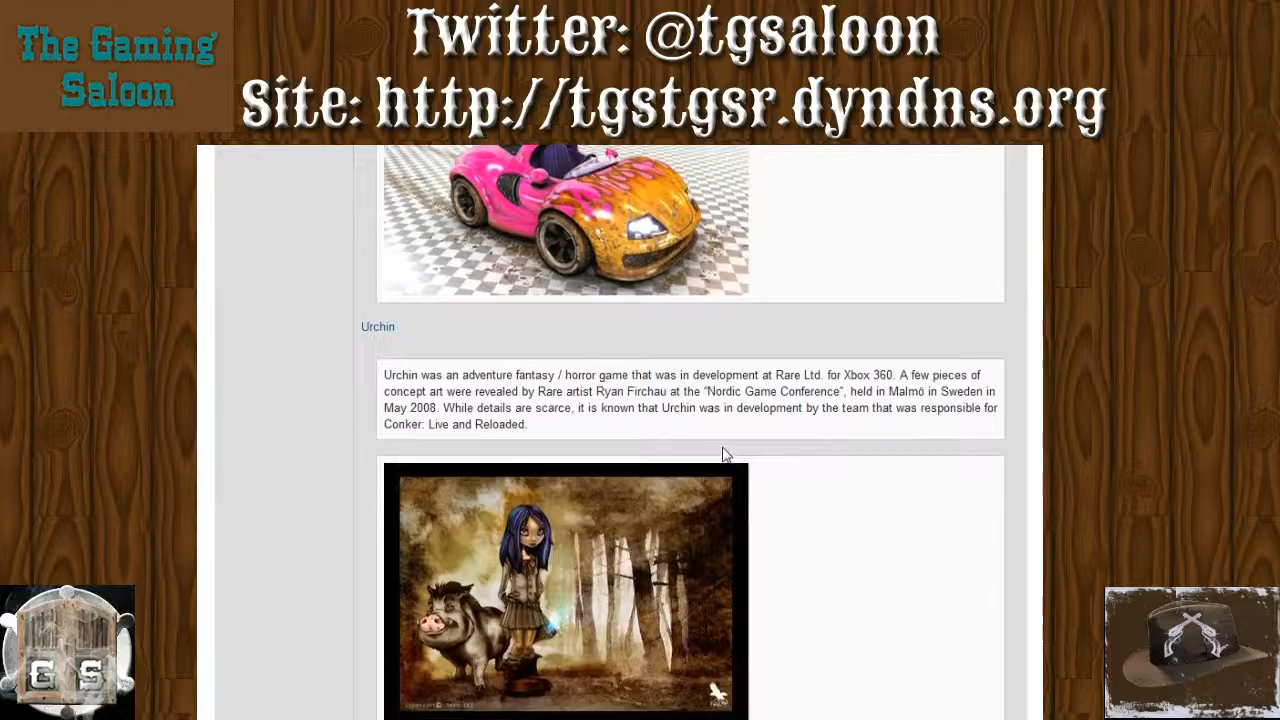 The Gaming
Saloon
Twitter: @tgsaloon
Site: http://tgstgsr.dyndns.org
Urchin
Urchin was an adventure fantasy / horror game that was in development at Rare Ltd. for Xbox 360. A few pieces of
concept art were revealed by Rare artist Ryan Firchau at the "Nordic Game Conference", held in Malmö in Sweden in
May 2008. While details are scarce, it is known that Urchin was in development by the team that was responsible for
Conker: Live and Reloaded.
G S